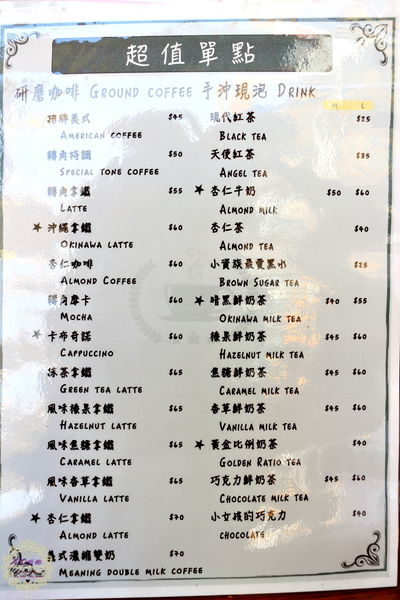 超值單點
研磨咖啡 GROUND COFFEE 手沖現泡 DRINK
M L
招牌美式 $45
AMERICAN COFFEE
轉角特調 $50
SPECIAL TONE COFFEE
轉角拿鐵 $55
LATTE
★ 沖繩拿鐵 $60
OKINAWA LATTE
杏仁咖啡 $60
ALMOND COFFEE
轉角摩卡 $60
MOCHA
★ 卡布奇諾 $60
CAPPUCCINO
抹茶拿鐵 $65
GREEN TEA LATTE
風味榛果拿鐵 $65
HAZELNUT LATTE
風味焦糖拿鐵 $65
CARAMEL LATTE
風味香草拿鐵 $65
VANILLA LATTE
★ 杏仁拿鐵 $70
ALMOND LATTE
義式濃縮雙奶 $70
MEANING DOUBLE MILK COFFEE
現代紅茶 $25
BLACK TEA
天使紅茶 $35
ANGEL TEA
★ 杏仁牛奶 $50 $60
ALMOND MILK
杏仁茶 $40
ALMOND TEA
小資族最愛黑水 $25
BROWN SUGAR TEA
★ 暗黑鮮奶茶 $40 $55
OKINAWA MILK TEA
榛果鮮奶茶 $45 $60
HAZELNUT MILK TEA
焦糖鮮奶茶 $45 $60
CARAMEL MILK TEA
香草鮮奶茶 $45 $60
VANILLA MILK TEA
★ 黃金比例奶茶 $40
GOLDEN RATIO TEA
巧克力鮮奶茶 $45 $60
CHOCOLATE MILK TEA
小女孩的巧克力 $40
CHOCOLATE